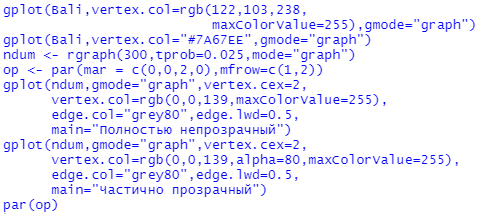 gplot(Bali,vertex.col=rgb(122,103,238,
maxColorValue=255),gmode="graph")
gplot(Bali,vertex.col="#7A67EE",gmode="graph")
ndum <- rgraph(300,tprob=0.025,mode="graph")
op <- par(mar = c(0,0,2,0),mfrow=c(1,2))
gplot(ndum,gmode="graph",vertex.cex=2,
vertex.col=rgb(0,0,139,maxColorValue=255),
edge.col="grey80",edge.lwd=0.5,
main="Полностью непрозрачный")
gplot(ndum,gmode="graph",vertex.cex=2,
vertex.col=rgb(0,0,139,alpha=80,maxColorValue=255),
edge.col="grey80",edge.lwd=0.5,
main="Частично прозрачный")
par(op)